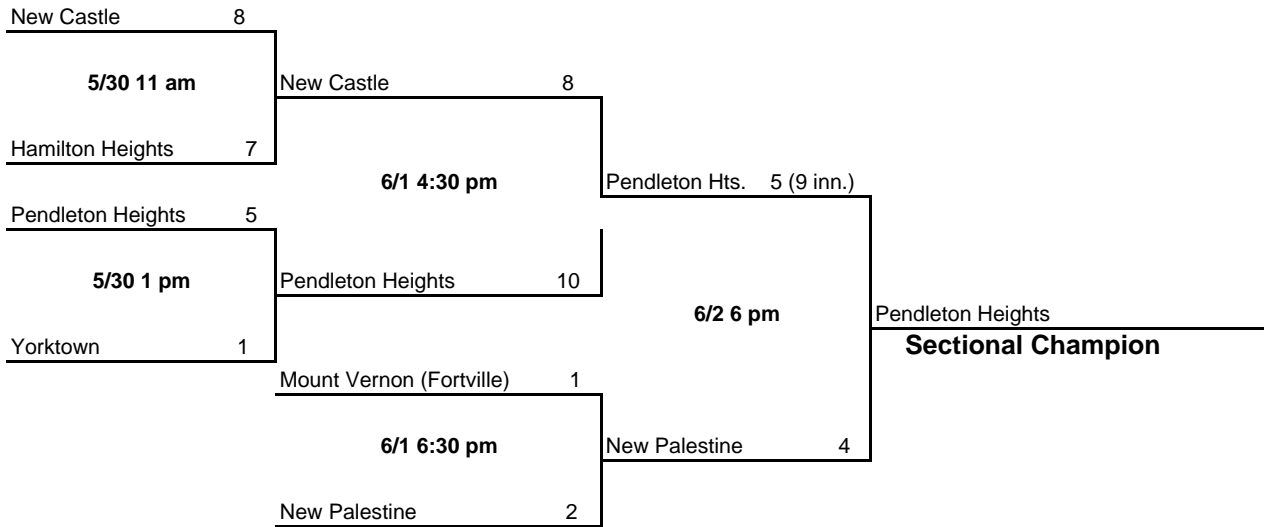 New Castle 8
5/30 11 am
New Castle 8
Hamilton Heights 7
6/1 4:30 pm
Pendleton Hts. 5 (9 inn.)
Pendleton Heights 5
5/30 1 pm
Pendleton Heights 10
6/2 6 pm
Pendleton Heights
Yorktown 1
Sectional Champion
Mount Vernon (Fortville) 1
6/1 6:30 pm
New Palestine 4
New Palestine 2